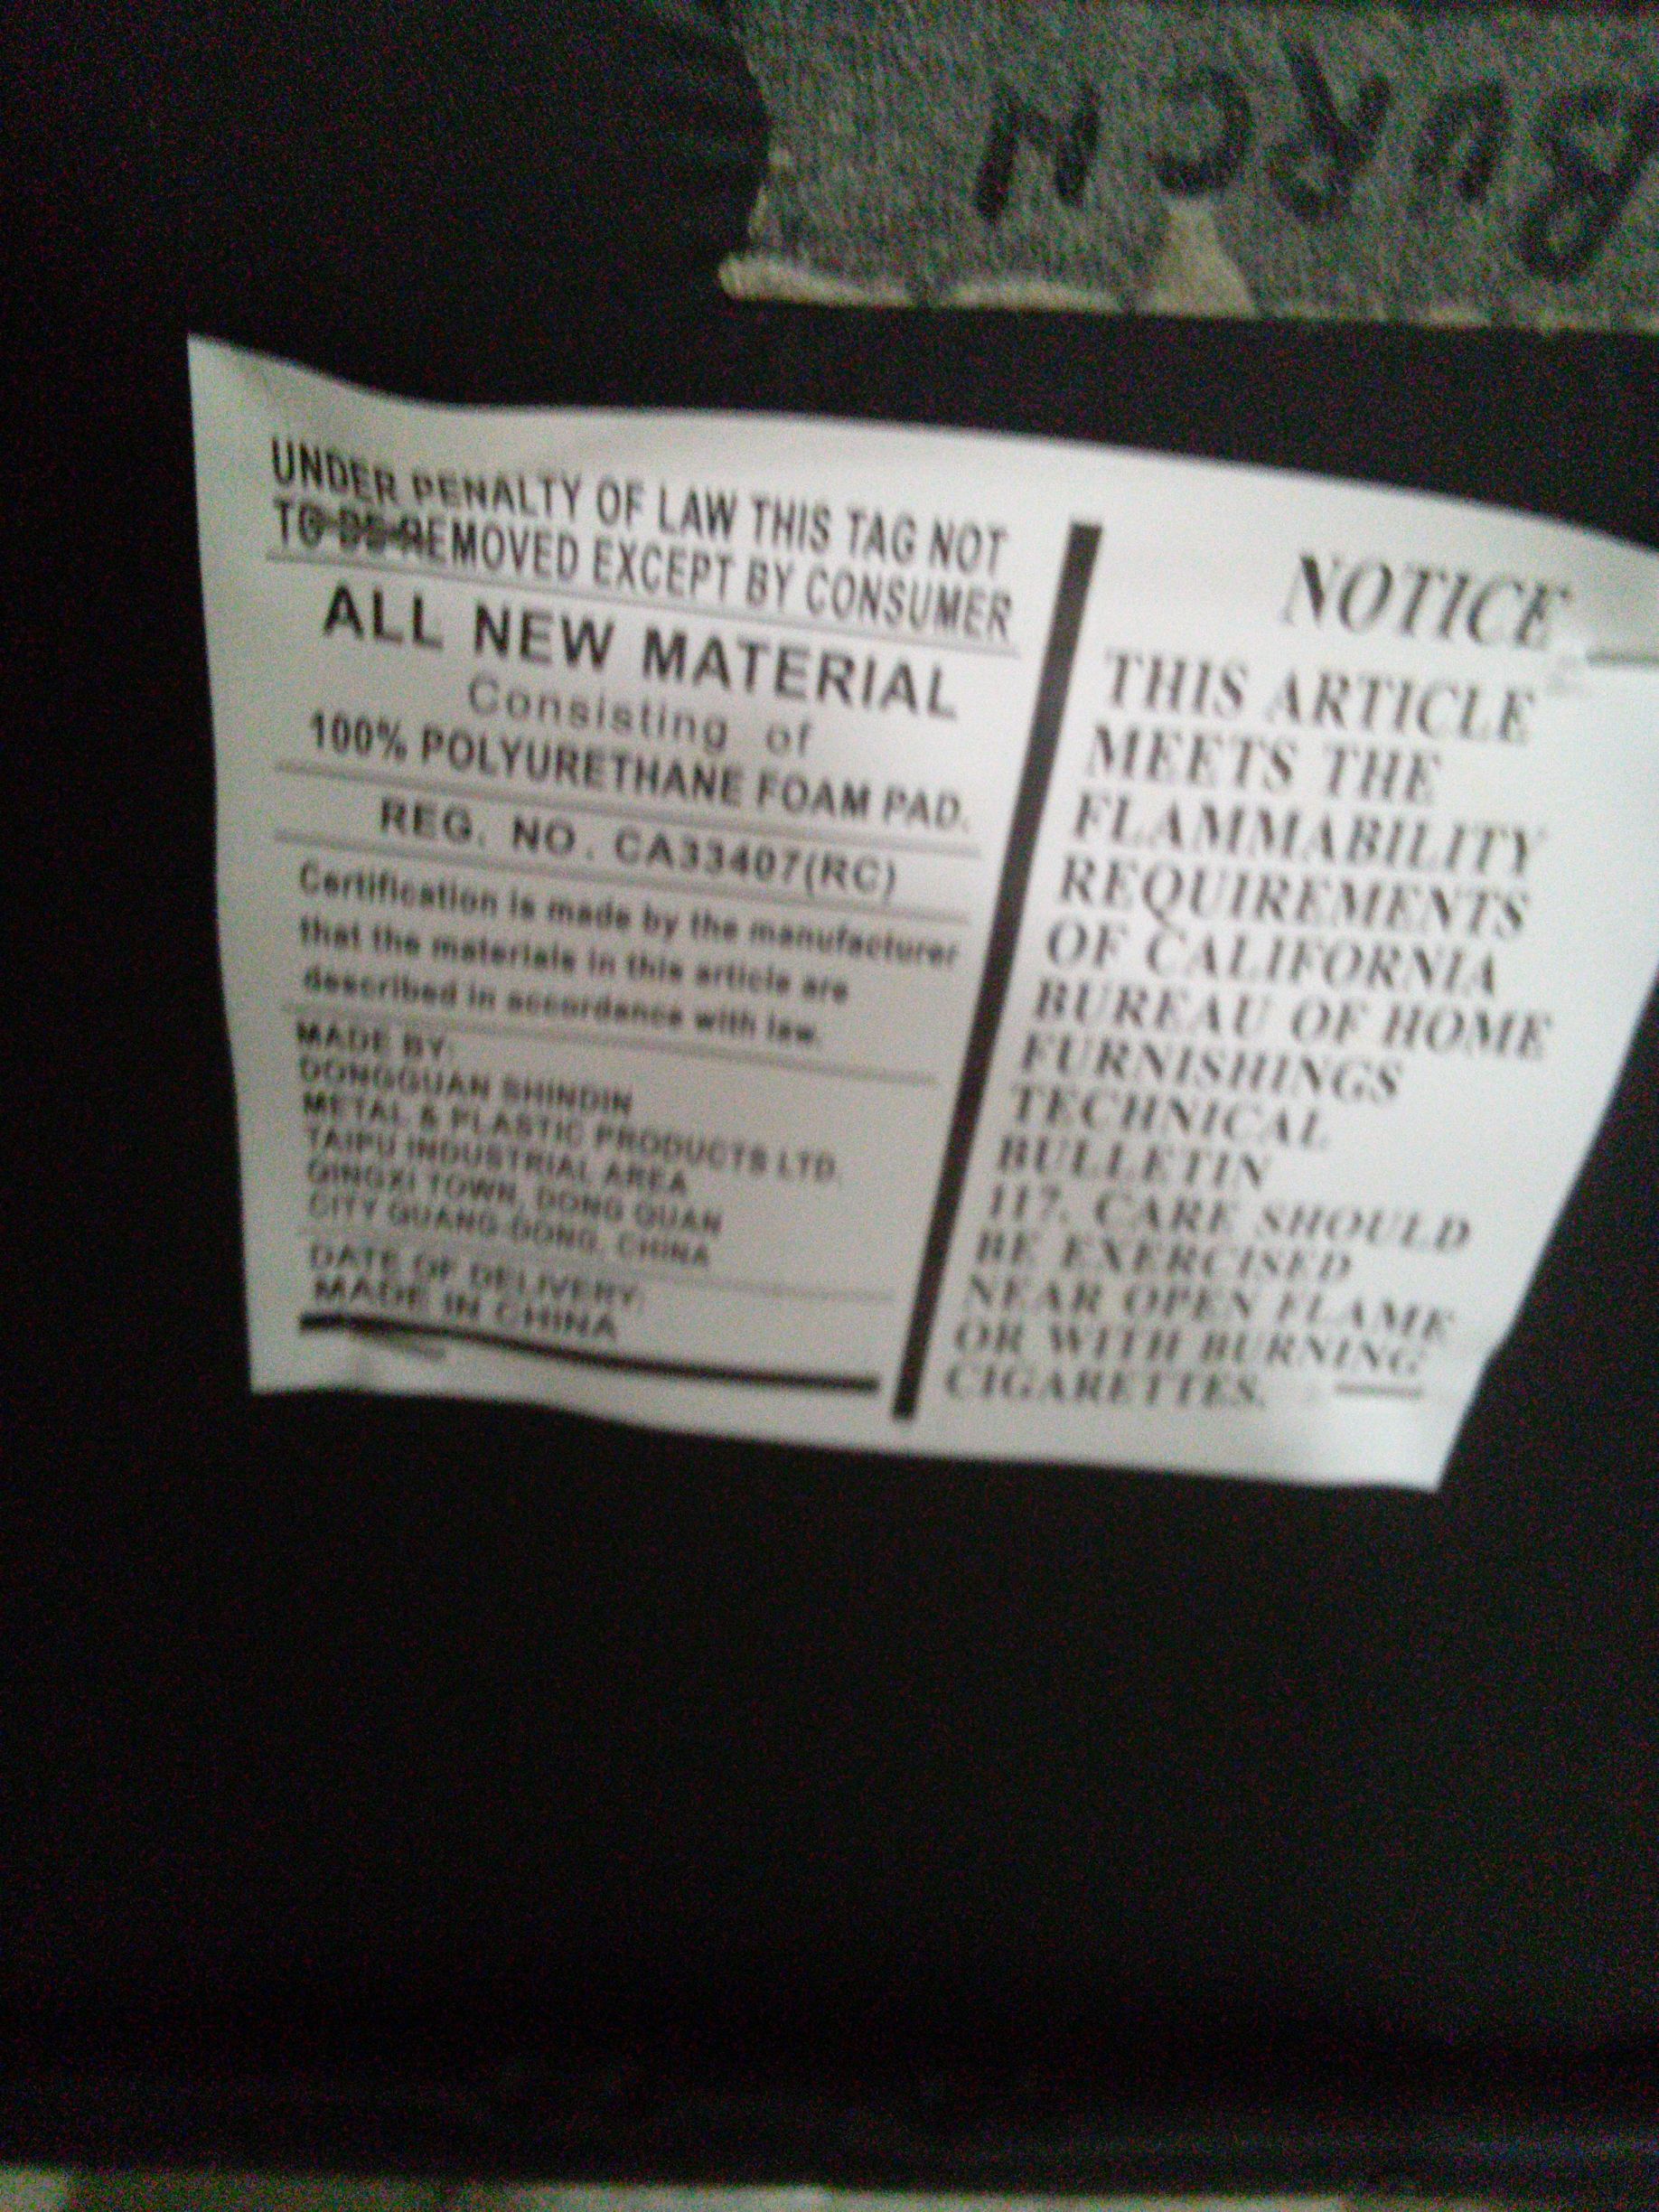 UNDER PENALTY OF LAW THIS TAG NOT
TO BE REMOVED EXCEPT BY CONSUMER
ALL NEW MATERIAL
Consisting of
100% POLYURETHANE FOAM PAD.
REG. NO. CA33407(RC)
Certification is made by the manufacturer
that the materials in this article are
described in accordance with law.
MADE BY:
DONGGUAN SHINDIN
METAL & PLASTIC PRODUCTS LTD.
TAIPU INDUSTRIAL AREA
QINGXI TOWN, DONG GUAN
CITY GUANG-DONG, CHINA
DATE OF DELIVERY:
MADE IN CHINA
NOTICE
THIS ARTICLE
MEETS THE
FLAMMABILITY
REQUIREMENTS
OF CALIFORNIA
BUREAU OF HOME
FURNISHINGS
TECHNICAL
BULLETIN
117. CARE SHOULD
BE EXERCISED
NEAR OPEN FLAME
OR WITH BURNING
CIGARETTES.